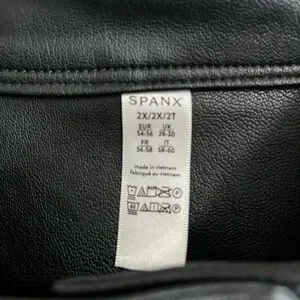 SPANX
2X/2X/2T
EUR UK
54-56 28-30
FR IT
56-58 58-60
made in vietnam
fabriqué au vietnam